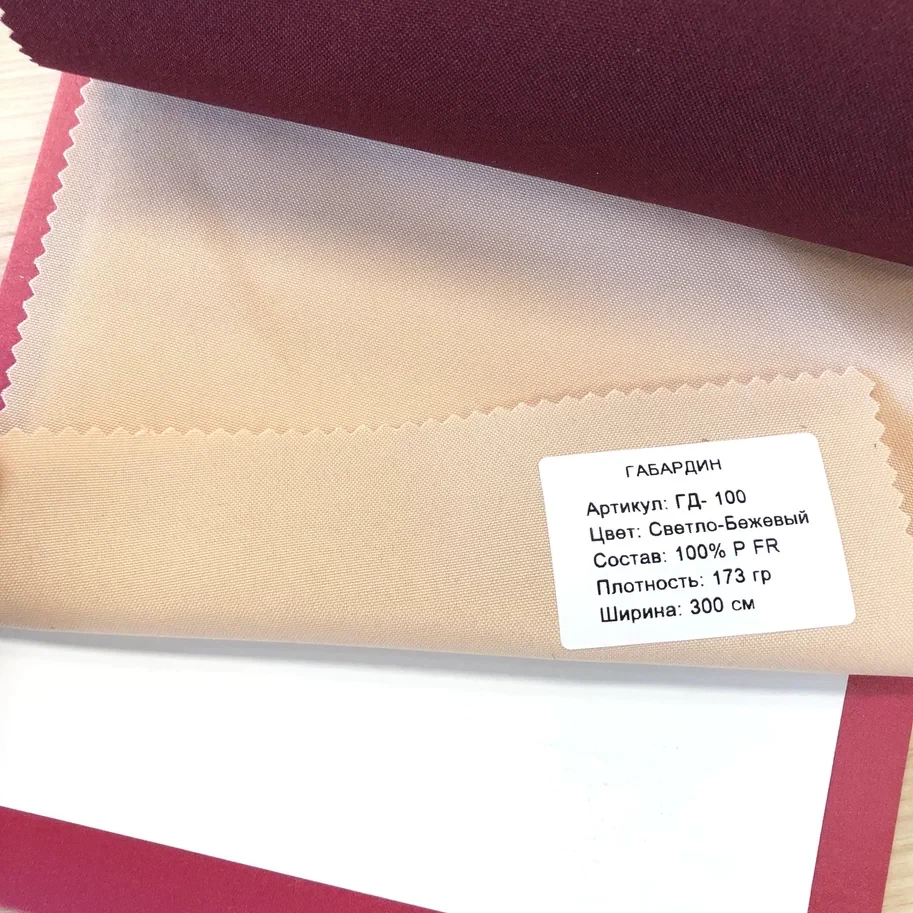 ГАБАРДИН
Артикул: ГД- 100
Цвет: Светло-Бежевый
Состав: 100% P FR
Плотность: 173 гр
Ширина: 300 см